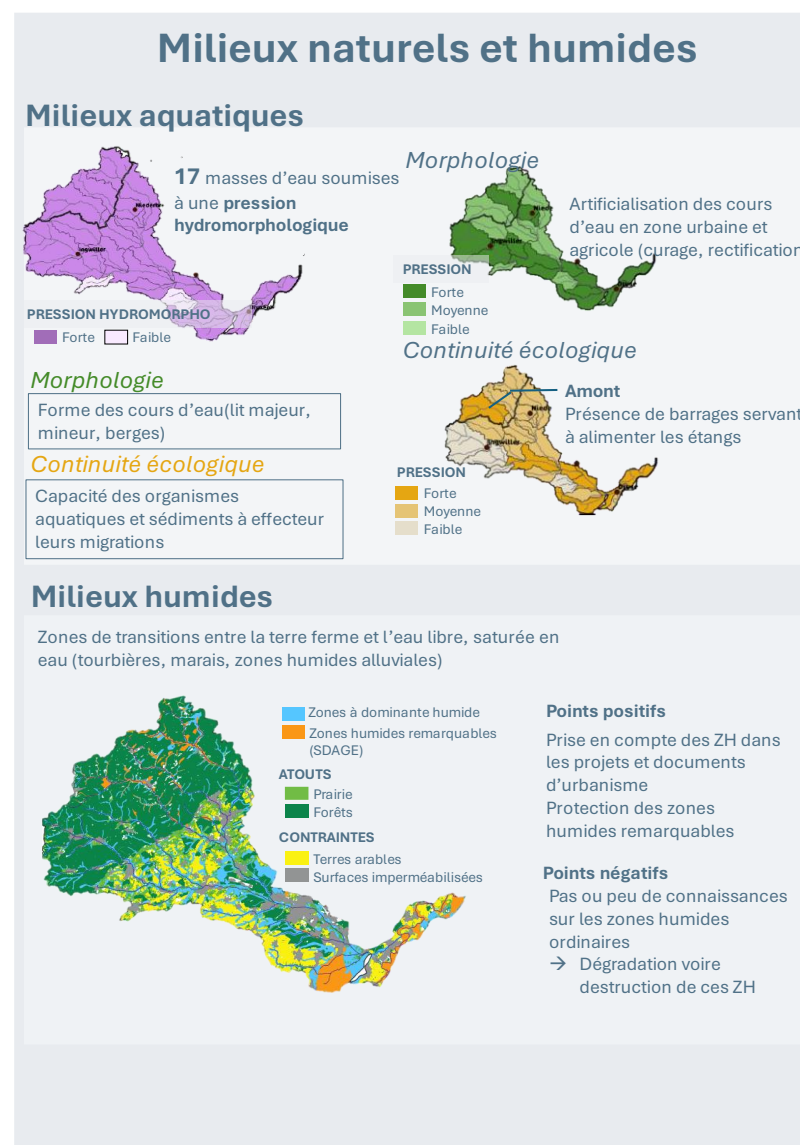 Milieux naturels et humides
Milieux aquatiques
17 masses d'eau soumises
à une pression
hydromorphologique
Ingwiller
PRESSION HYDROMORPHO
Forte
Faible
Morphologie
Forme des cours d'eau(lit majeur,
mineur, berges)
Continuité écologique
Capacité des organismes
aquatiques et sédiments à effecteur
leurs migrations
Morphologie
Niede
Ingwiller
Artificialisation des cours
d'eau en zone urbaine et
agricole (curage, rectification
PRESSION
Forte
Moyenne
Faible
Continuité écologique
Niede
Ingwiller
Amont
Présence de barrages servant
à alimenter les étangs
PRESSION
Forte
Moyenne
Faible
Milieux humides
Zones de transitions entre la terre ferme et l'eau libre, saturée en
eau (tourbières, marais, zones humides alluviales)
Zones à dominante humide
Zones humides remarquables
(SDAGE)
ATOUTS
Prairie
Forêts
CONTRAINTES
Terres arables
Surfaces imperméabilisées
Points positifs
Prise en compte des ZH dans
les projets et documents
d'urbanisme
Protection des zones
humides remarquables
Points négatifs
Pas ou peu de connaissances
sur les zones humides
ordinaires
→ Dégradation voire
destruction de ces ZH